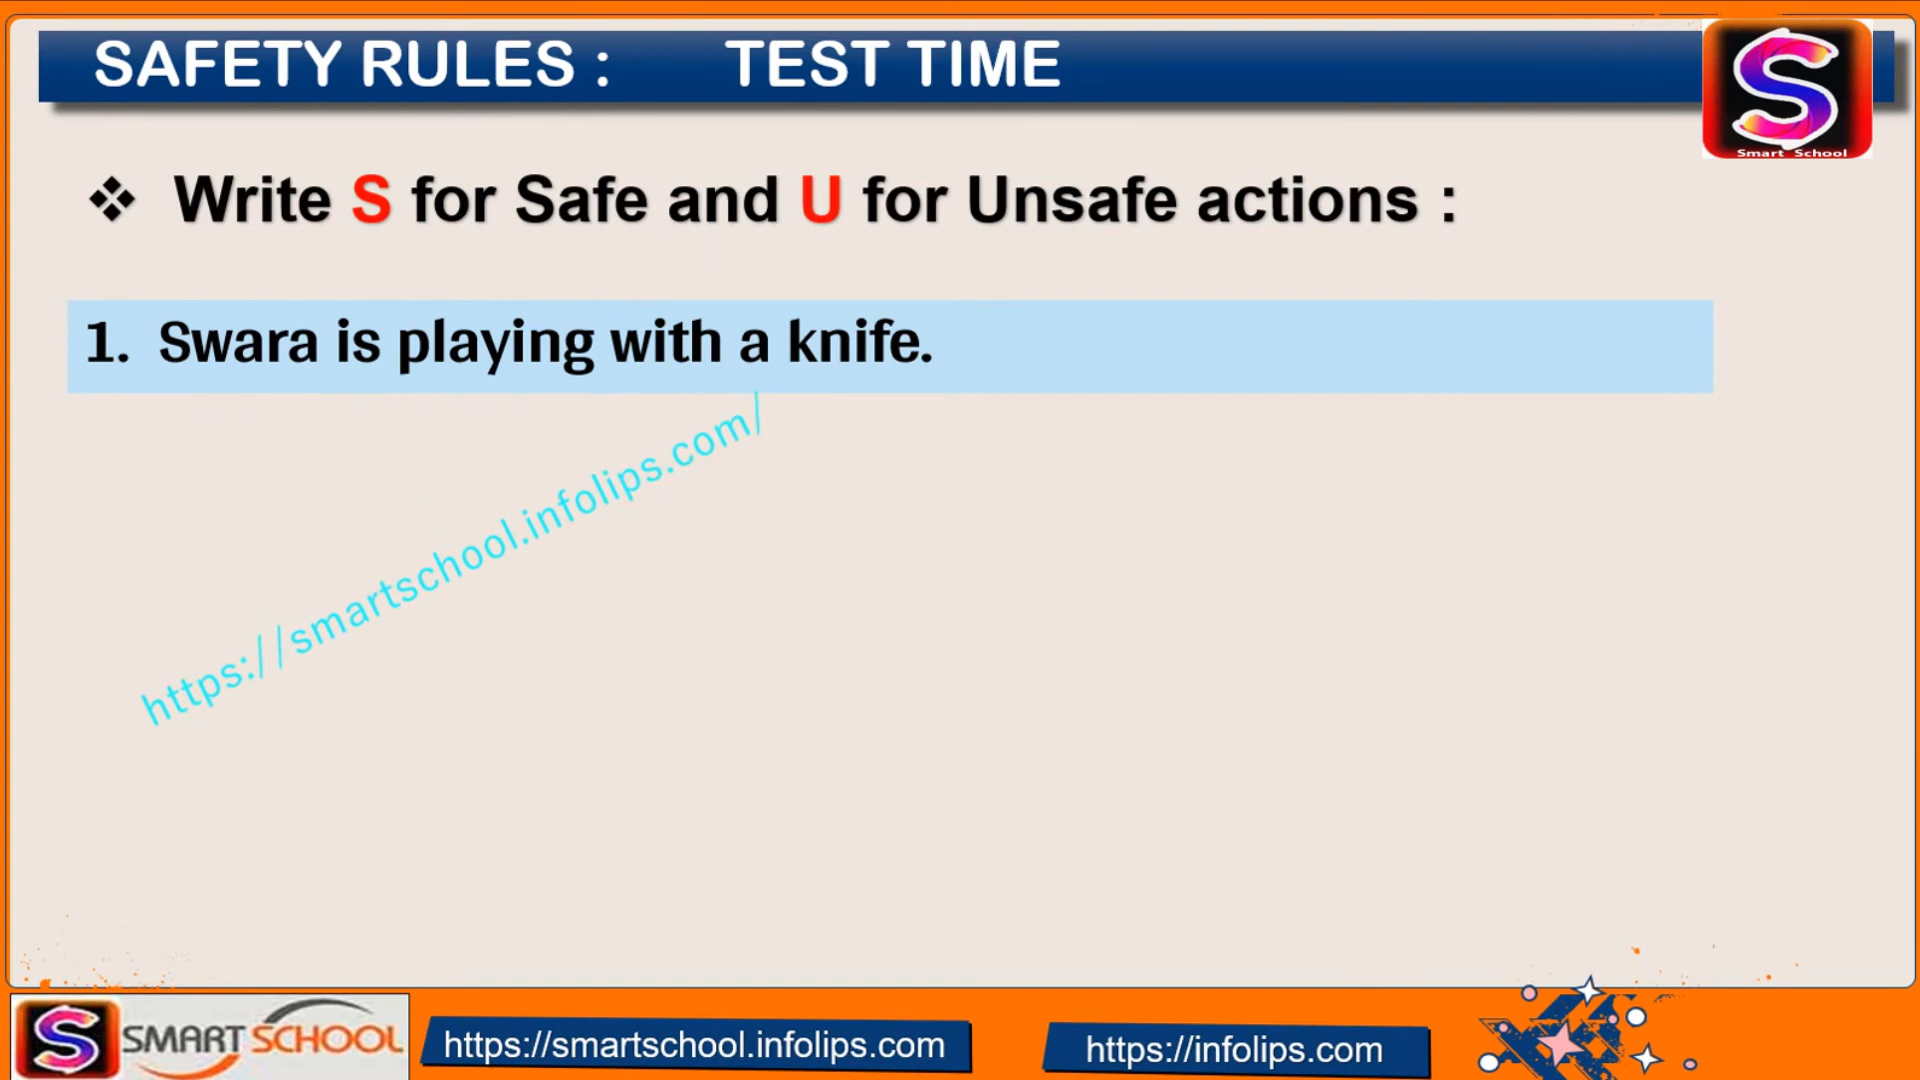 SAFETY RULES : TEST TIME
S
Smart School
❖ Write S for Safe and U for Unsafe actions :
1. Swara is playing with a knife.
https://smartschool.infolips.com/
S SMART SCHOOL
https://smartschool.infolips.com
https://infolips.com